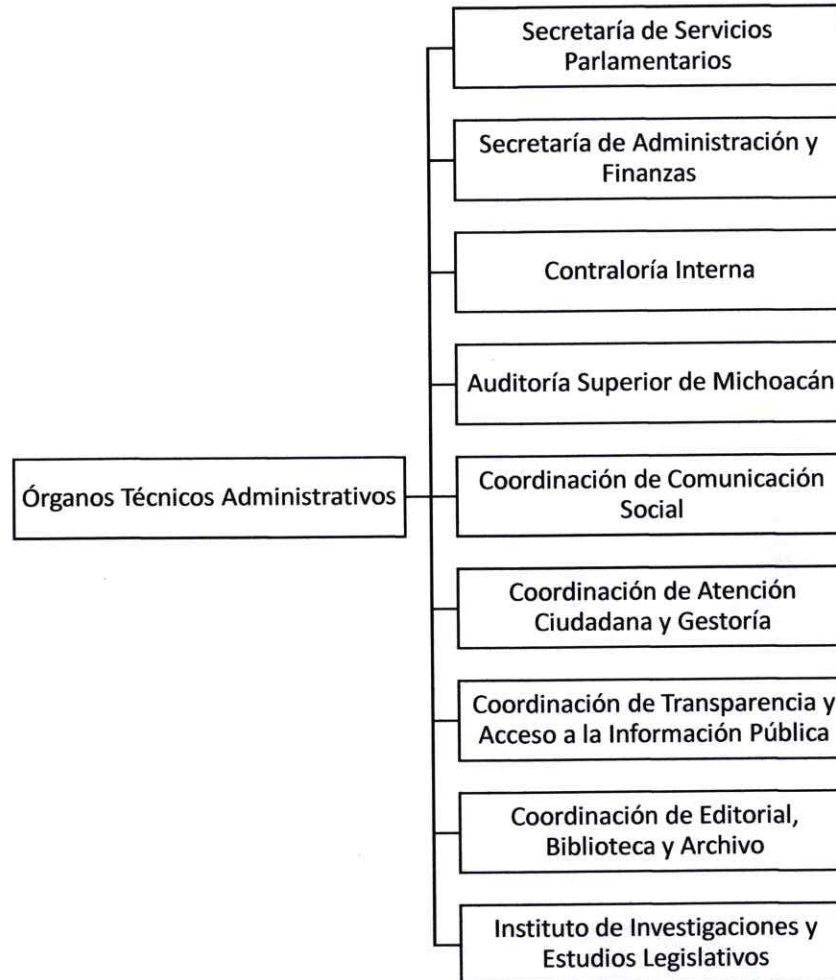 Secretaría de Servicios
Parlamentarios
Secretaría de Administración y
Finanzas
Contraloría Interna
Auditoría Superior de Michoacán
Órganos Técnicos Administrativos
Coordinación de Comunicación
Social
Coordinación de Atención
Ciudadana y Gestoría
Coordinación de Transparencia y
Acceso a la Información Pública
Coordinación de Editorial,
Biblioteca y Archivo
Instituto de Investigaciones y
Estudios Legislativos